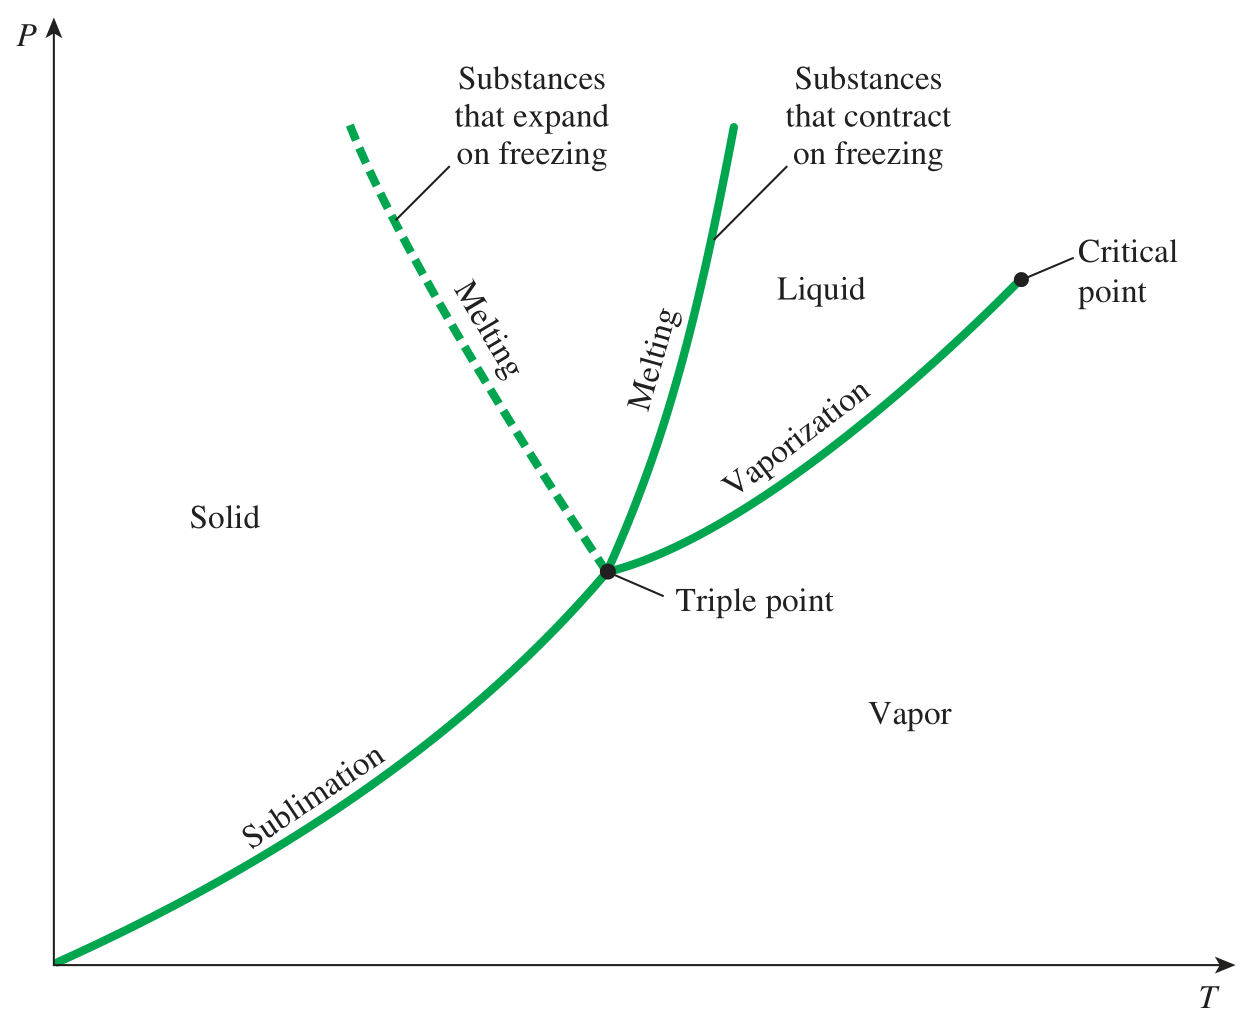 P
Substances
that expand
on freezing
Substances
that contract
on freezing
Critical
point
Melting
Melting
Liquid
Vaporization
Solid
Triple point
Vapor
Sublimation
T